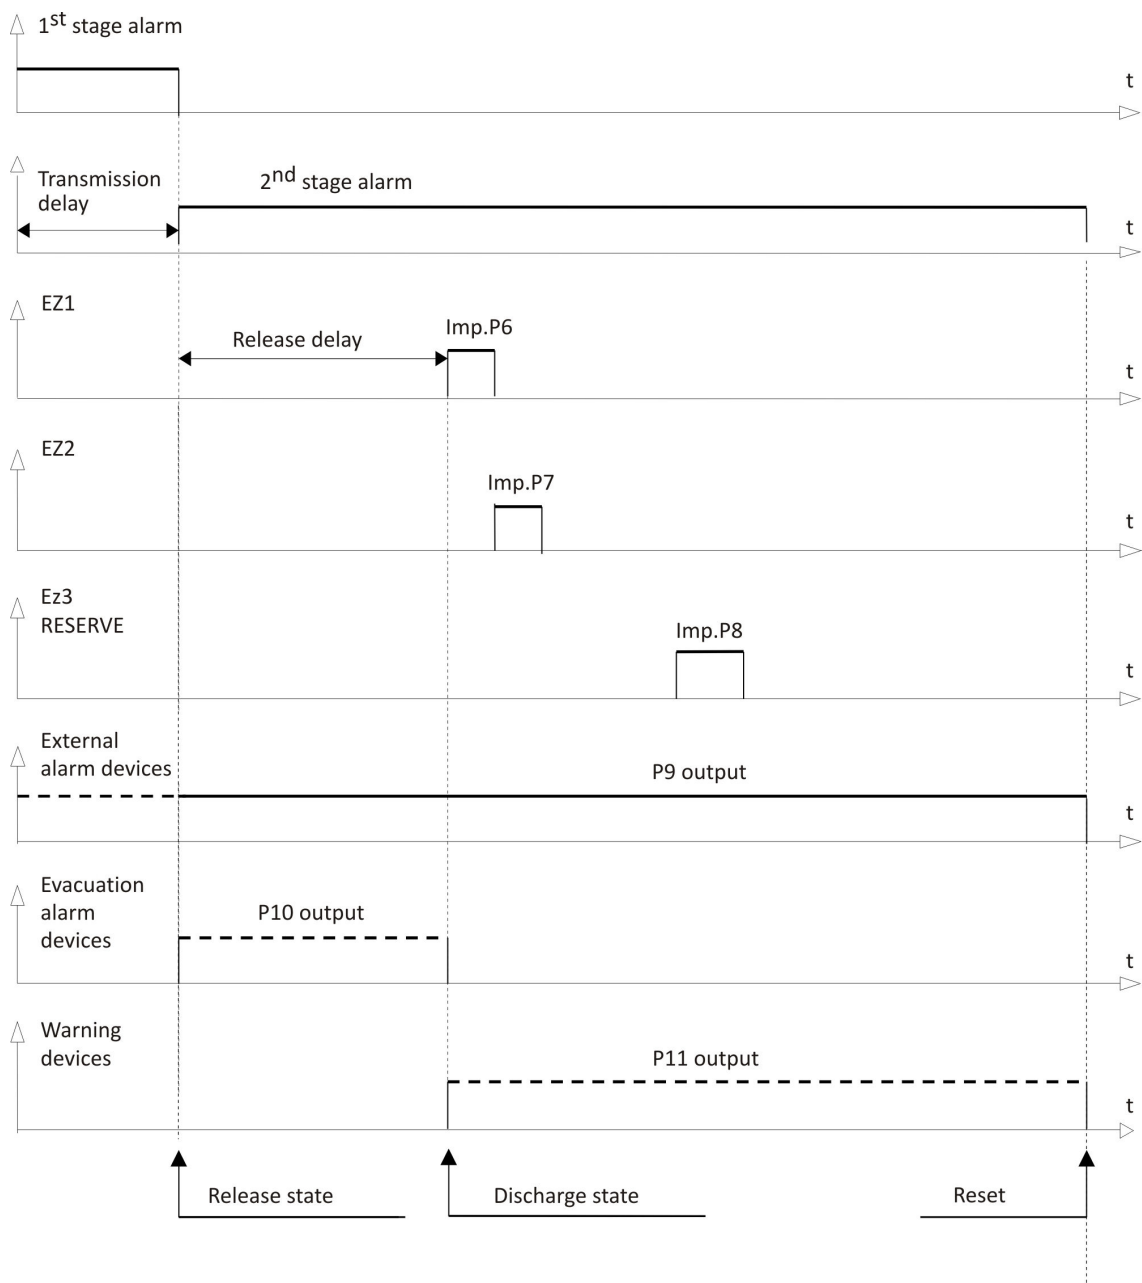 1st stage alarm
t
Transmission
delay
2nd stage alarm
t
EZ1
Release delay
Imp.P6
t
EZ2
Imp.P7
t
Ez3
RESERVE
Imp.P8
t
External
alarm devices
P9 output
t
Evacuation
alarm
devices
P10 output
t
Warning
devices
P11 output
t
Release state
Discharge state
Reset